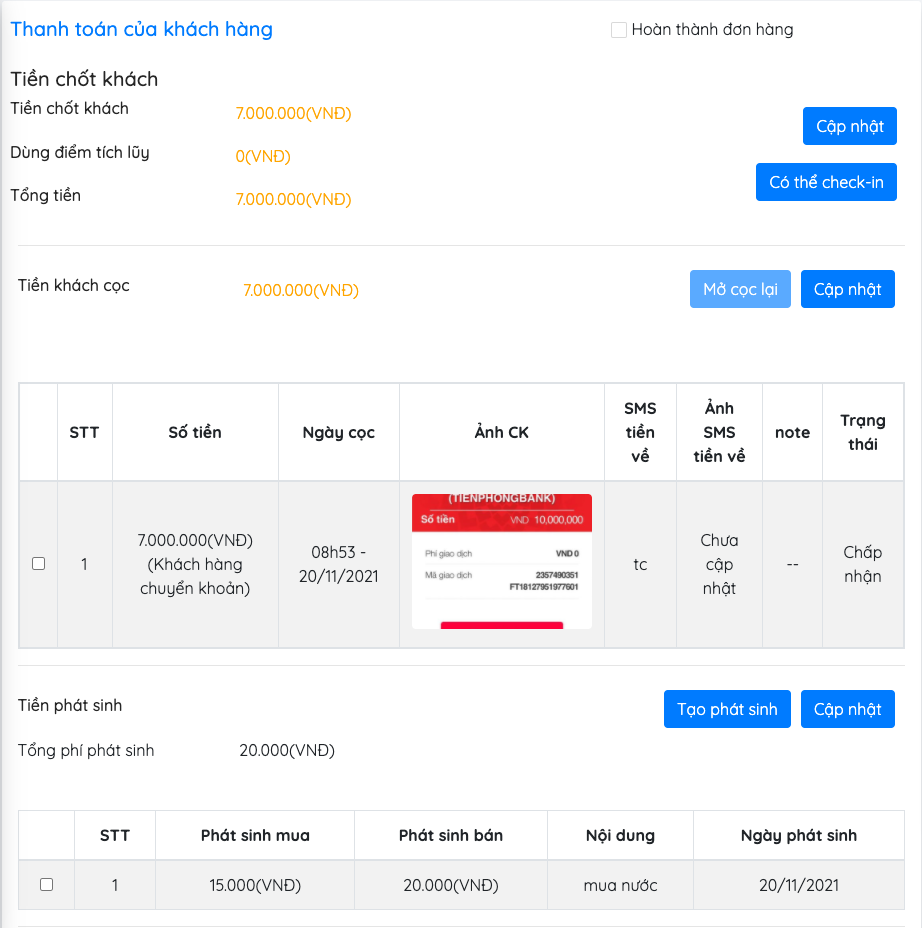 Thanh toán của khách hàng
Hoàn thành đơn hàng
Tiền chốt khách
Tiền chốt khách
7.000.000(VNĐ)
Cập nhật
Dùng điểm tích lũy
0(VNĐ)
Có thể check-in
Tổng tiền
7.000.000(VNĐ)
Tiền khách cọc
7.000.000(VNĐ)
Mở cọc lại
Cập nhật
STT
Số tiền
Ngày cọc
Ảnh CK
SMS
tiền
về
Ảnh
SMS
tiền về
note
Trạng
thái
1
7.000.000(VNĐ)
(Khách hàng
chuyển khoản)
08h53 -
20/11/2021
(TIENPHONGBANK)
Số tiền
VND 10,000,000
Phí giao dịch
VND 0
Mã giao dịch
2357490351
FT18127951977601
tc
Chưa
cập
nhật
--
Chấp
nhận
Tiền phát sinh
Tạo phát sinh
Cập nhật
Tổng phí phát sinh
20.000(VNĐ)
STT
Phát sinh mua
Phát sinh bán
Nội dung
Ngày phát sinh
1
15.000(VNĐ)
20.000(VNĐ)
mua nước
20/11/2021